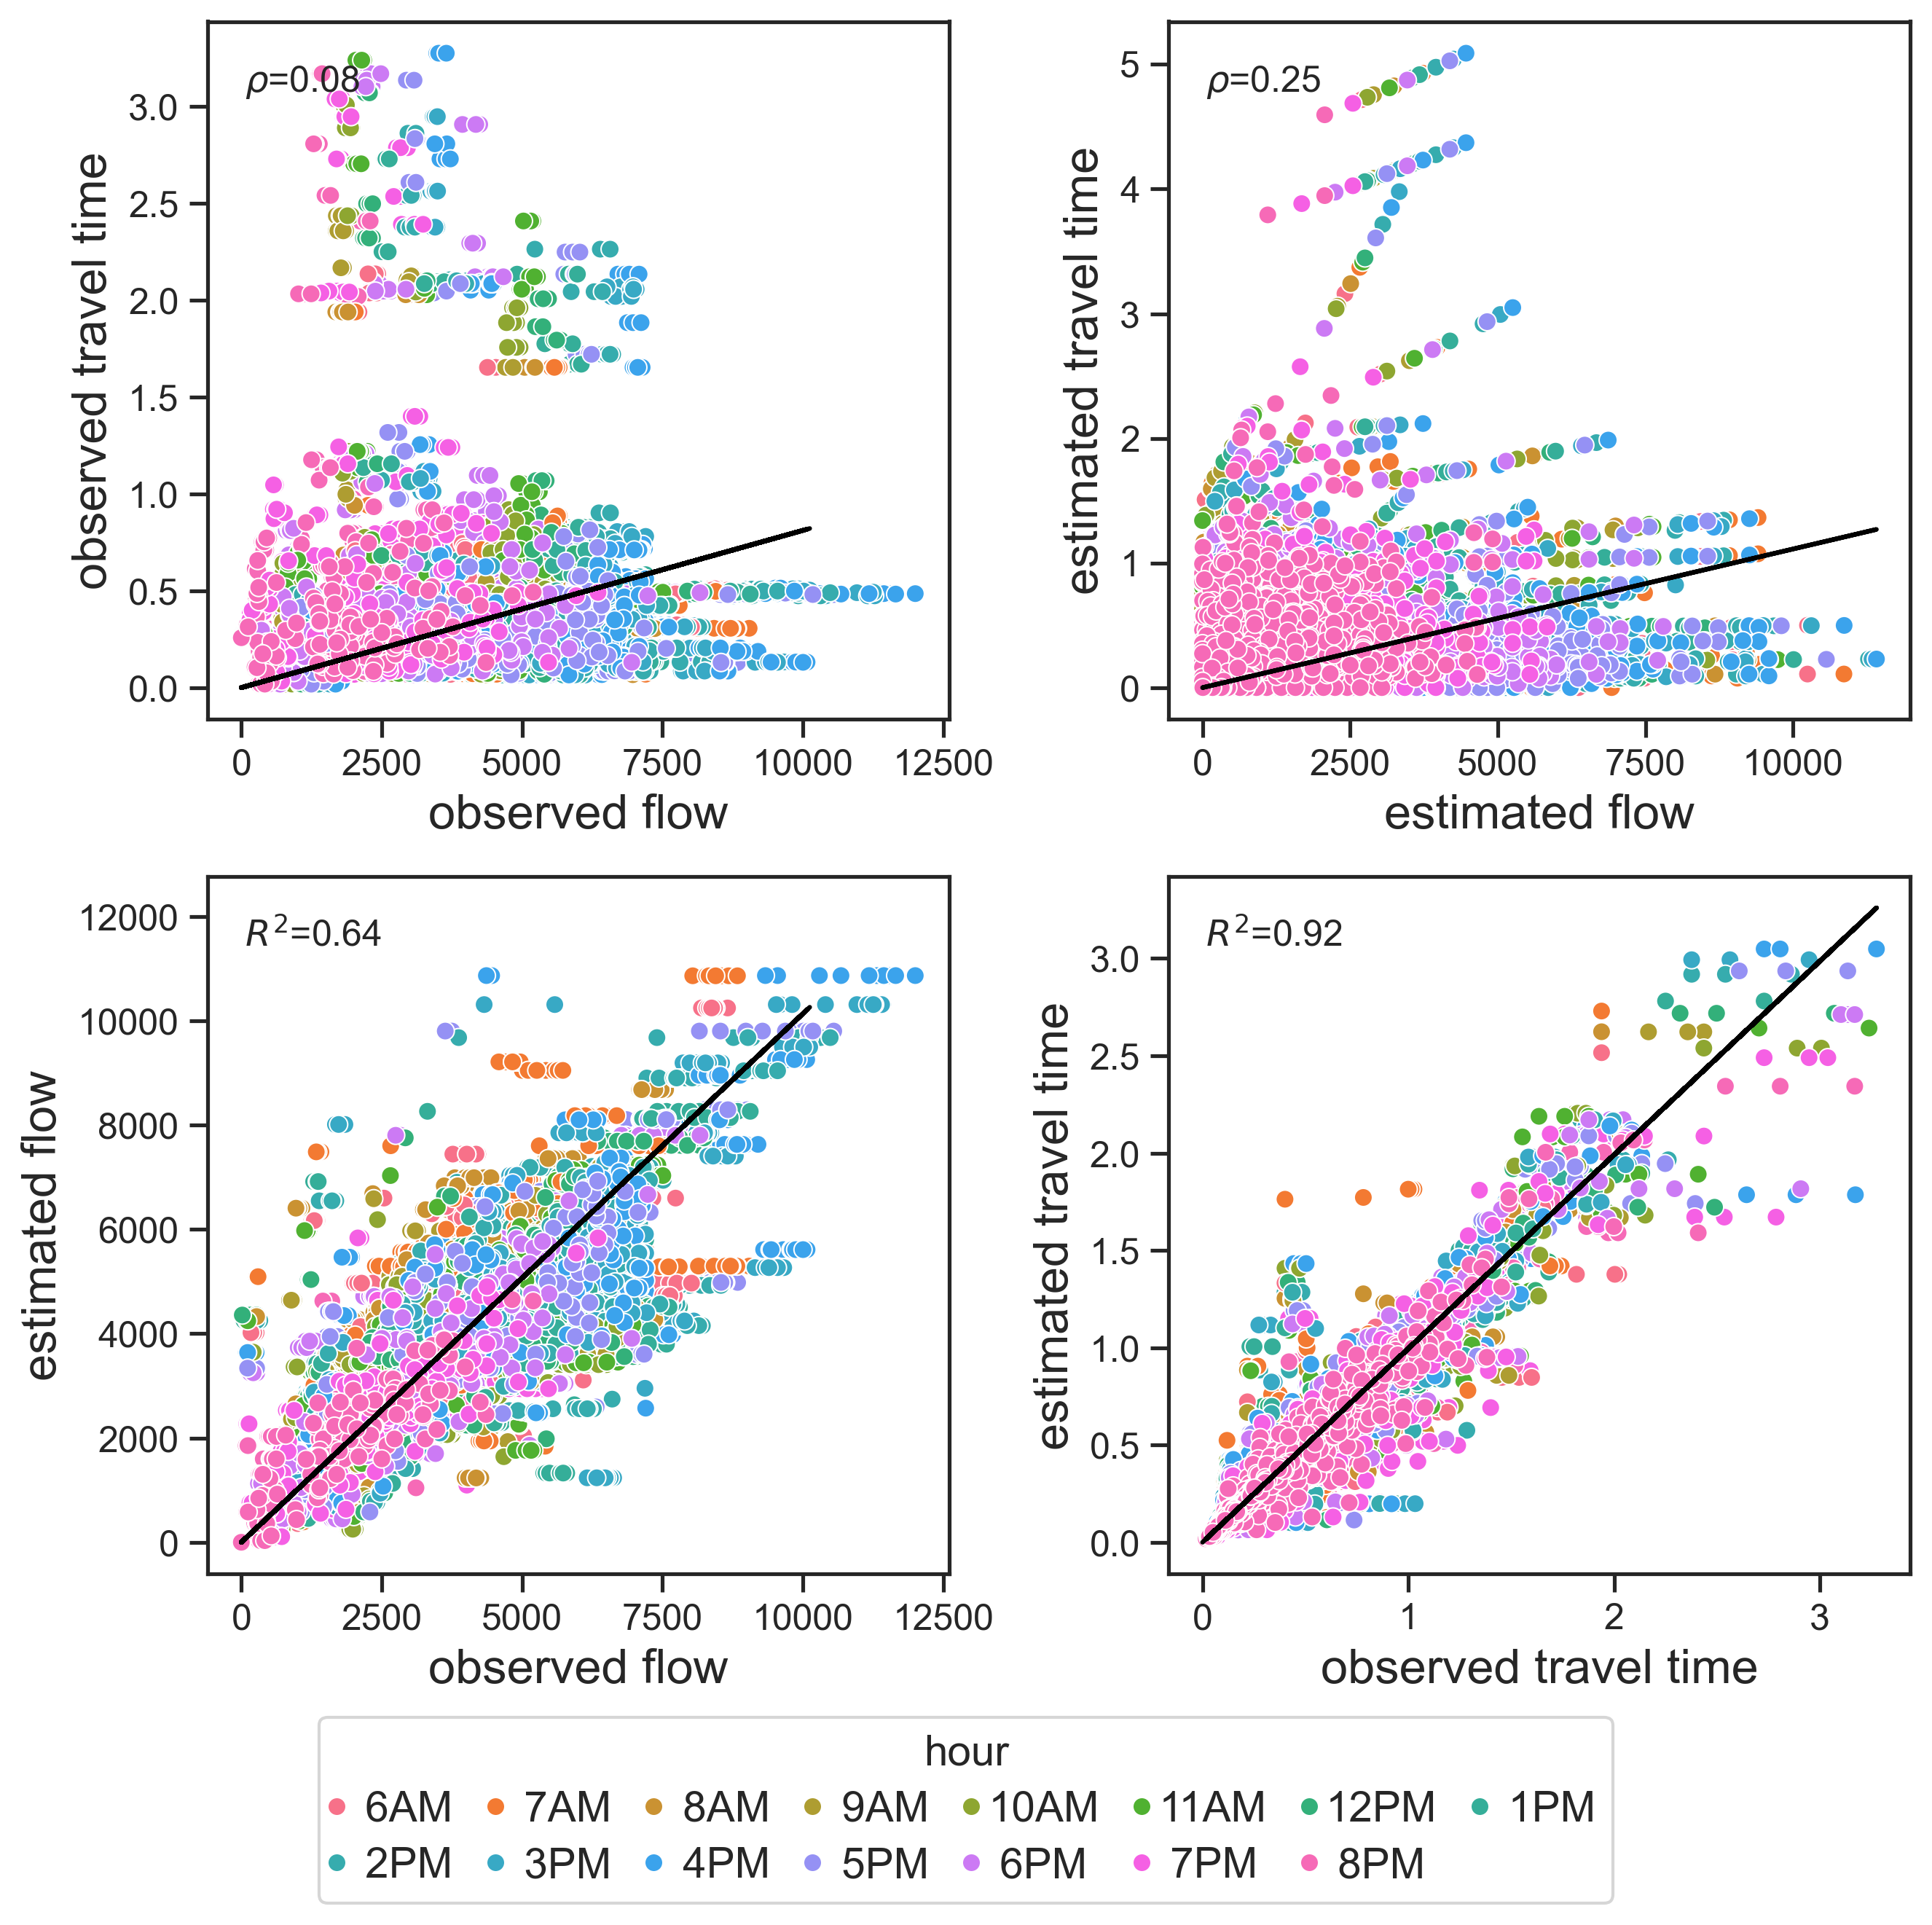 ρ=0.08
observed travel time
3.0
2.5
2.0
1.5
1.0
0.5
0.0
0 2500 5000 7500 10000 12500
observed flow
ρ=0.25
estimated travel time
5
4
3
2
1
0
0 2500 5000 7500 10000
estimated flow
R²=0.64
estimated flow
12000
10000
8000
6000
4000
2000
0
0 2500 5000 7500 10000 12500
observed flow
R²=0.92
estimated travel time
3.0
2.5
2.0
1.5
1.0
0.5
0.0
0 1 2 3
observed travel time
hour
6AM 7AM 8AM 9AM 10AM 11AM 12PM 1PM
2PM 3PM 4PM 5PM 6PM 7PM 8PM